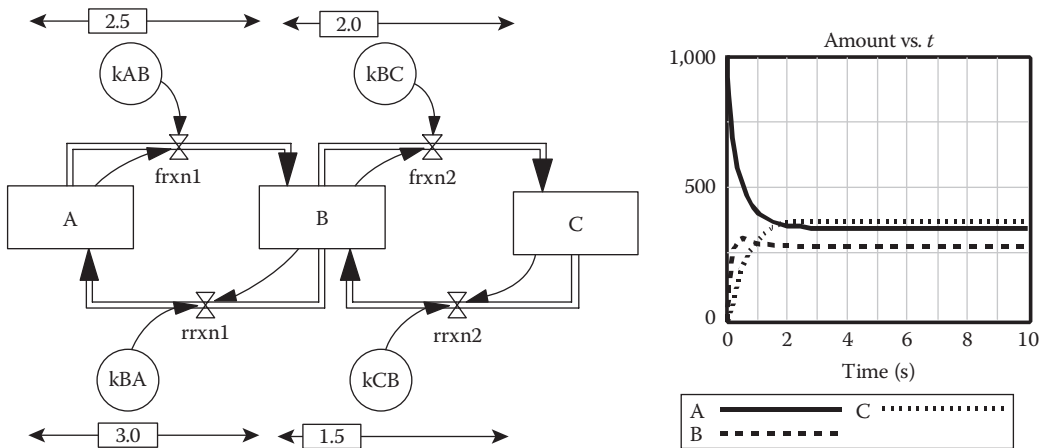 2.5
2.0
kAB
kBC
frxn1
frxn2
A
B
C
rrxn1
rrxn2
kBA
kCB
3.0
1.5
Amount vs. t
1,000
500
0
0 2 4 6 8 10
Time (s)
A
C
B